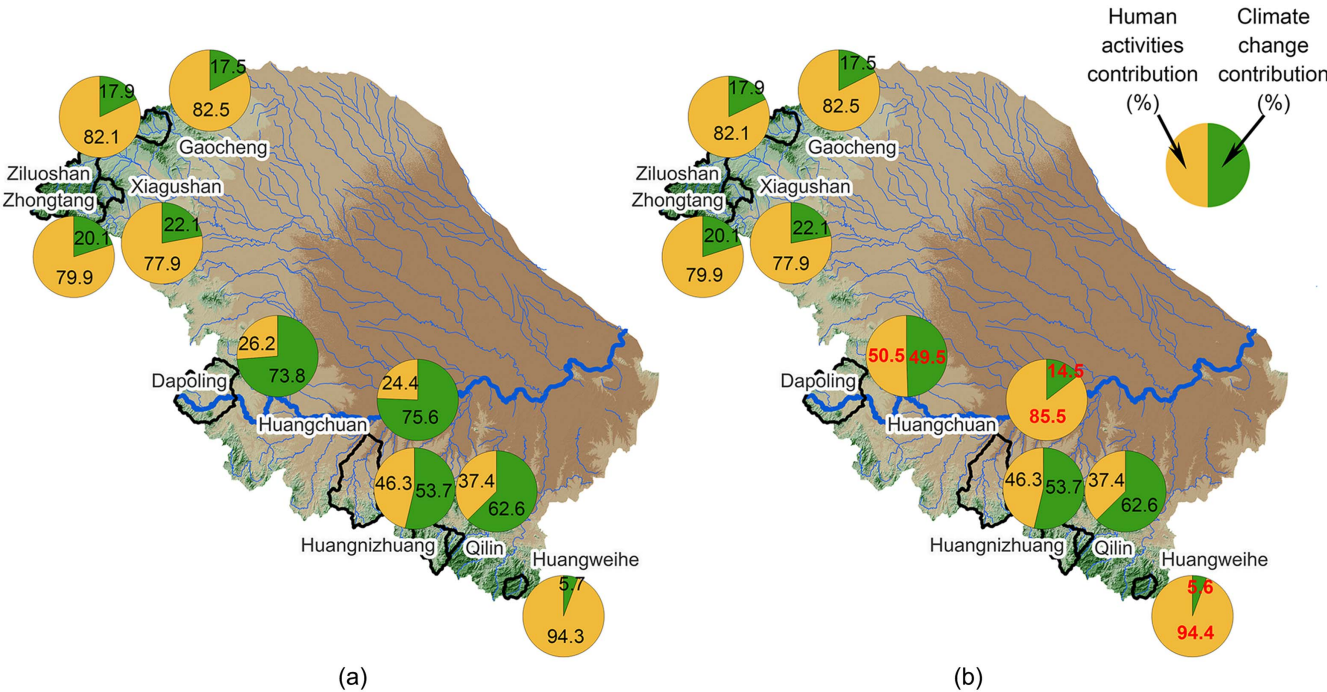 17.9
82.1
17.5
82.5
Gaocheng
Ziluoshan
Xiagushan
Zhongtang
20.1
79.9
22.1
77.9
26.2
73.8
Dapoling
24.4
75.6
Huangchuan
46.3
53.7
37.4
62.6
Huangnizhuang
Qilin
Huangweihe
5.7
94.3
(a)
17.9
82.1
17.5
82.5
Gaocheng
Ziluoshan
Xiagushan
Zhongtang
20.1
79.9
22.1
77.9
50.5
49.5
Dapoling
14.5
85.5
Huangchuan
46.3
53.7
37.4
62.6
Huangnizhuang
Qilin
Huangweihe
5.6
94.4
(b)
Human
activities
contribution
(%)
Climate
change
contribution
(%)